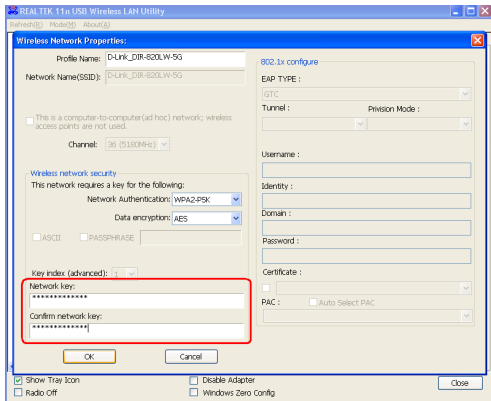 REALTEK 11n USB Wireless LAN Utility
Refresh(R) Mode(M) About(A)
Wireless Network Properties:
Profile Name: D-Link_DIR-820LW-5G
Network Name(SSID): D-Link_DIR-820LW-5G
This is a computer-to-computer(ad hoc) network; wireless
access points are not used.
Channel: 36 (5180MHz)
Wireless network security
This network requires a key for the following:
Network Authentication: WPA2-PSK
Data encryption: AES
ASCII PASSPHRASE
Key index (advanced): 1
Network key:
*************
Confirm network key:
*************
OK Cancel
802.1x configure
EAP TYPE :
GTC
Tunnel : Privision Mode :
Username :
Identity :
Domain :
Password :
Certificate :
PAC : Auto Select PAC
Show Tray Icon
Radio Off
Disable Adapter
Windows Zero Config
Close